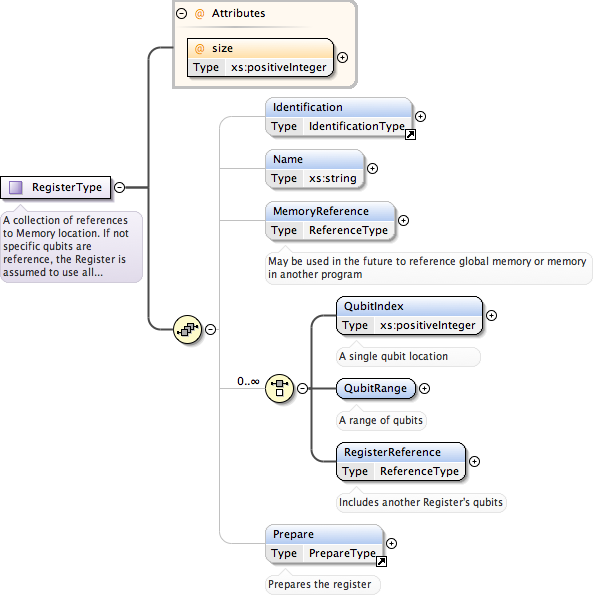 @ Attributes
@ size
Type xs:positiveInteger
Identification
Type IdentificationType
Name
Type xs:string
RegisterType
MemoryReference
Type ReferenceType
A collection of references
to Memory location. If not
specific qubits are
reference, the Register is
assumed to use all...
May be used in the future to reference global memory or memory
in another program
QubitIndex
Type xs:positiveInteger
A single qubit location
0..∞
QubitRange
A range of qubits
RegisterReference
Type ReferenceType
Includes another Register's qubits
Prepare
Type PrepareType
Prepares the register